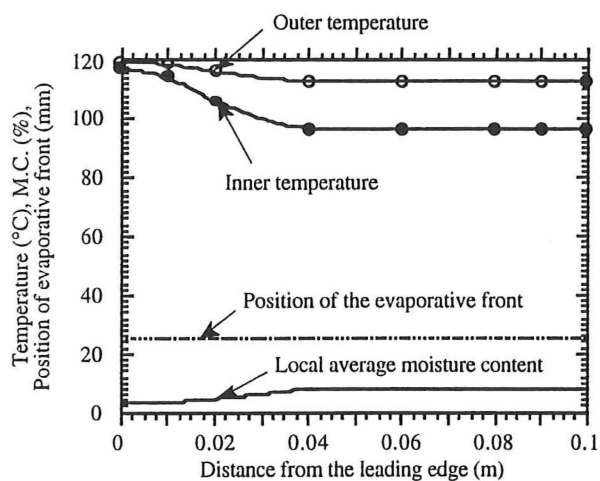 Outer temperature
120
100
80
60
40
20
0
Temperature (°C), M.C. (%),
Position of evaporative front (mm)
Inner temperature
Position of the evaporative front
Local average moisture content
0 0.02 0.04 0.06 0.08 0.1
Distance from the leading edge (m)